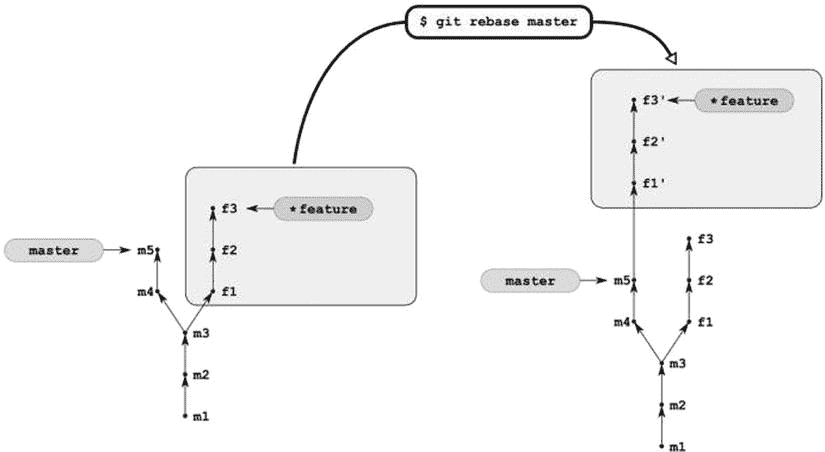 $ git rebase master
f3
*feature
master
m5
f2
m4
f1
m3
m2
m1
f3'
*feature
f2'
f1'
f3
master
m5
f2
m4
f1
m3
m2
m1